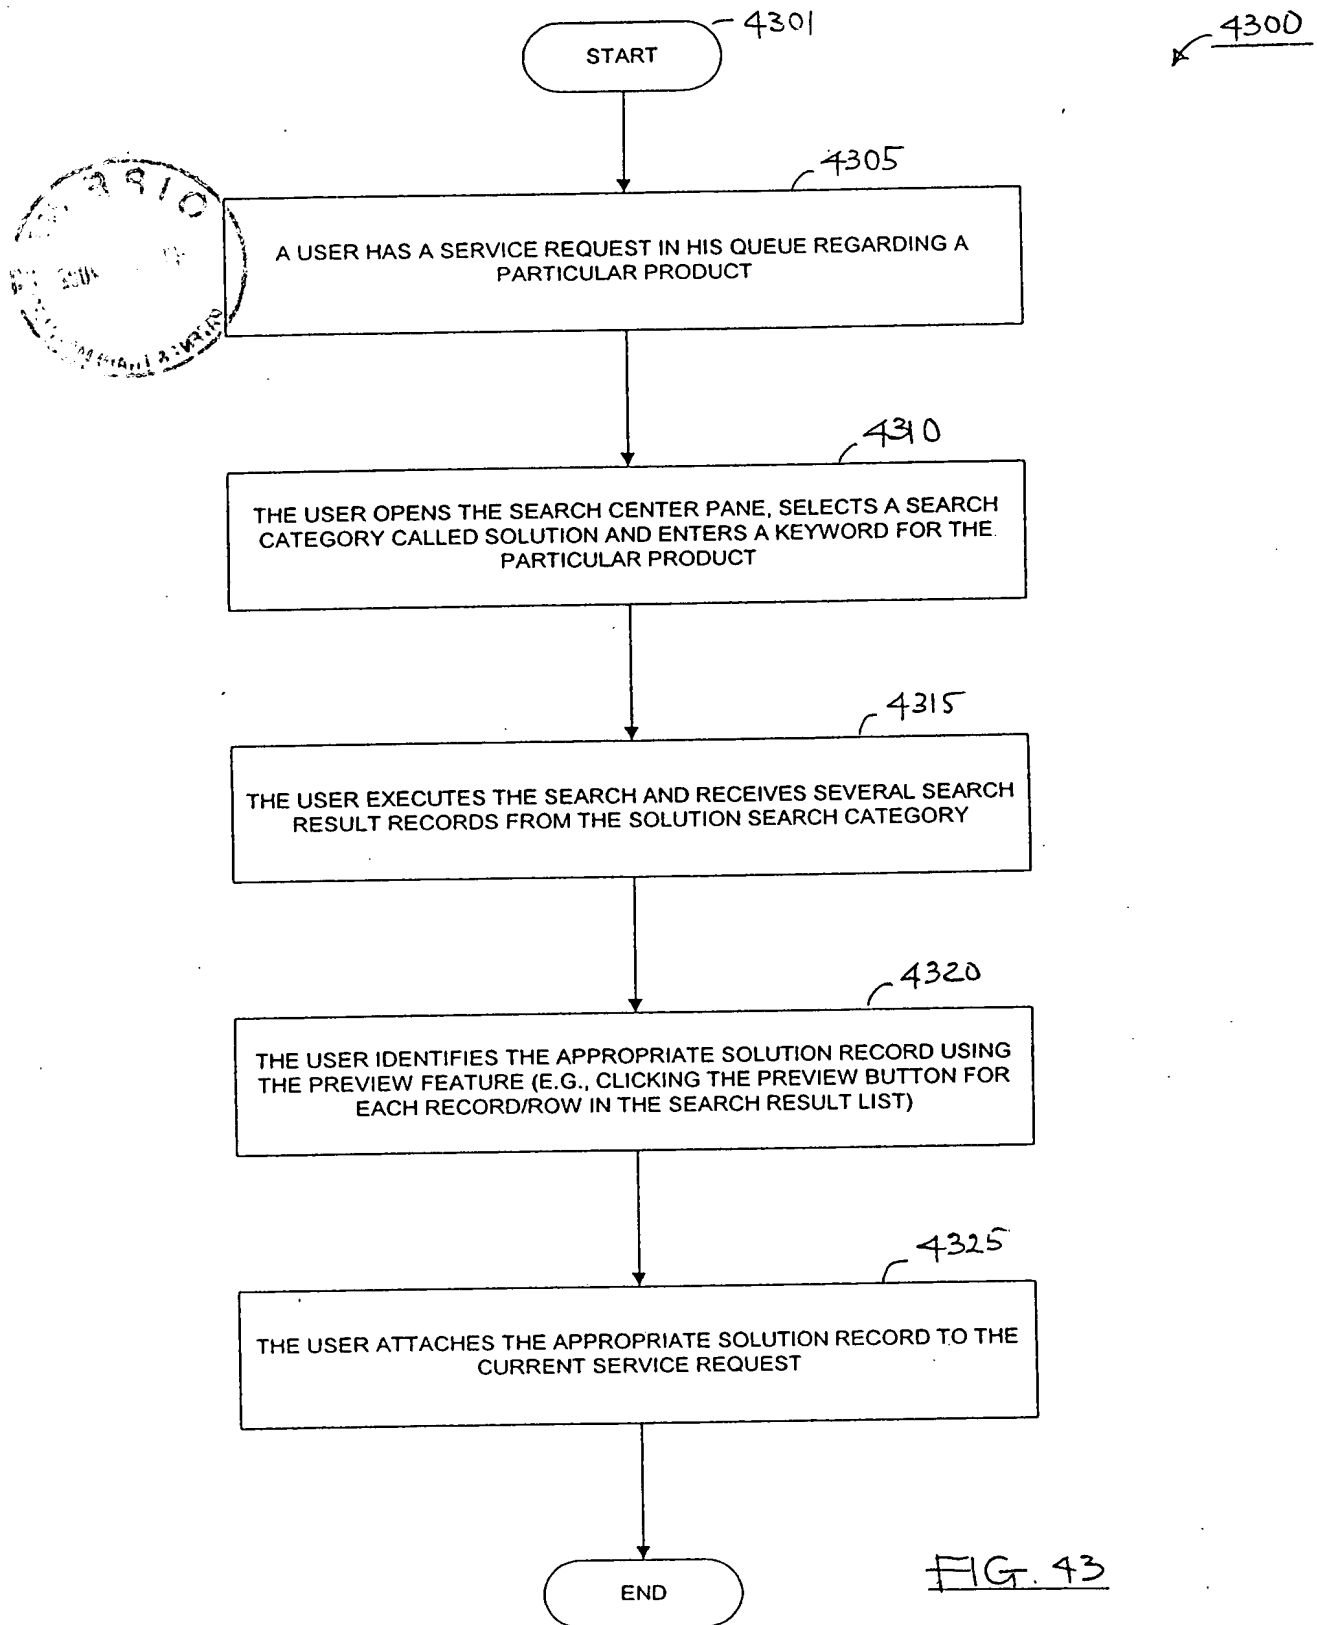 4301
4300
START
4305
A USER HAS A SERVICE REQUEST IN HIS QUEUE REGARDING A
PARTICULAR PRODUCT
4310
THE USER OPENS THE SEARCH CENTER PANE, SELECTS A SEARCH
CATEGORY CALLED SOLUTION AND ENTERS A KEYWORD FOR THE
PARTICULAR PRODUCT
4315
THE USER EXECUTES THE SEARCH AND RECEIVES SEVERAL SEARCH
RESULT RECORDS FROM THE SOLUTION SEARCH CATEGORY
4320
THE USER IDENTIFIES THE APPROPRIATE SOLUTION RECORD USING
THE PREVIEW FEATURE (E.G., CLICKING THE PREVIEW BUTTON FOR
EACH RECORD/ROW IN THE SEARCH RESULT LIST)
4325
THE USER ATTACHES THE APPROPRIATE SOLUTION RECORD TO THE
CURRENT SERVICE REQUEST
END
FIG. 43